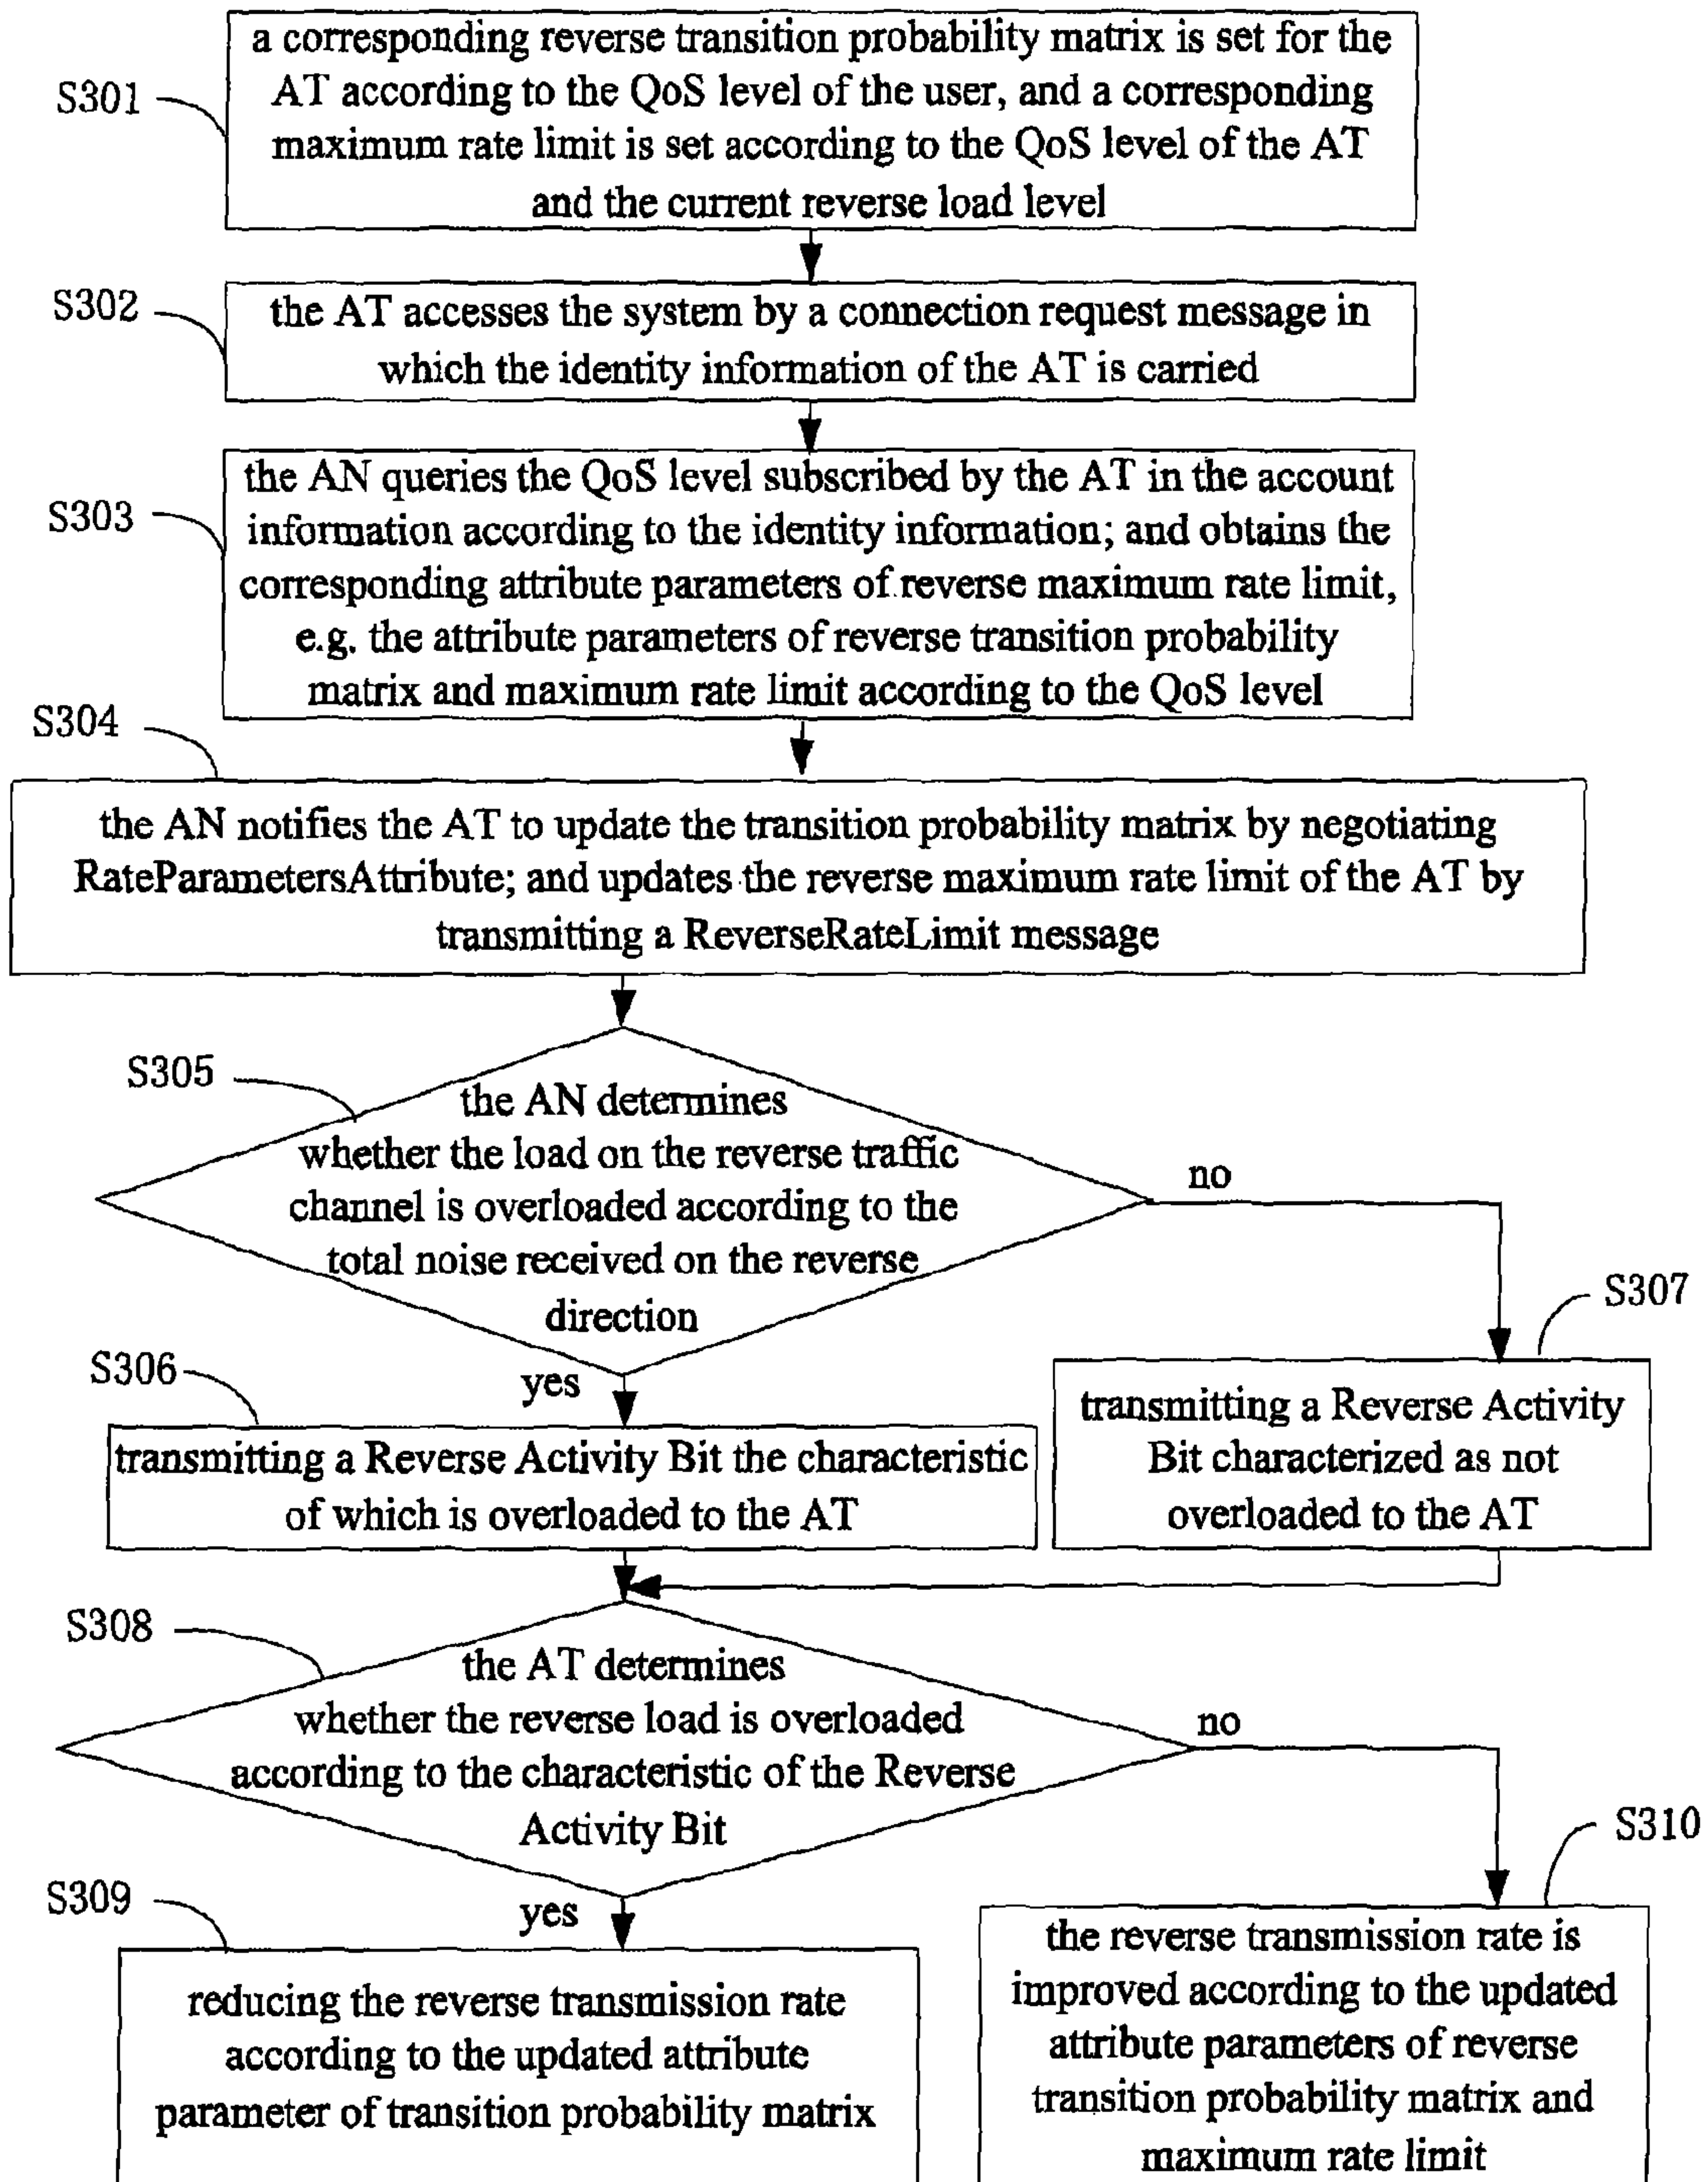 S301
a corresponding reverse transition probability matrix is set for the
AT according to the QoS level of the user, and a corresponding
maximum rate limit is set according to the QoS level of the AT
and the current reverse load level
S302
the AT accesses the system by a connection request message in
which the identity information of the AT is carried
S303
the AN queries the QoS level subscribed by the AT in the account
information according to the identity information; and obtains the
corresponding attribute parameters of reverse maximum rate limit,
e.g. the attribute parameters of reverse transition probability
matrix and maximum rate limit according to the QoS level
S304
the AN notifies the AT to update the transition probability matrix by negotiating
RateParametersAttribute; and updates the reverse maximum rate limit of the AT by
transmitting a ReverseRateLimit message
S305
the AN determines
whether the load on the reverse traffic
channel is overloaded according to the
total noise received on the reverse
direction
no
yes
S306
transmitting a Reverse Activity Bit the characteristic
of which is overloaded to the AT
S307
transmitting a Reverse Activity
Bit characterized as not
overloaded to the AT
S308
the AT determines
whether the reverse load is overloaded
according to the characteristic of the Reverse
Activity Bit
no
yes
S309
reducing the reverse transmission rate
according to the updated attribute
parameter of transition probability matrix
S310
the reverse transmission rate is
improved according to the updated
attribute parameters of reverse
transition probability matrix and
maximum rate limit